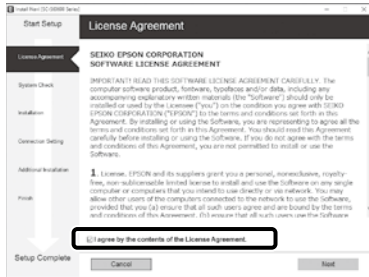 Install Navi [SC-S60600 Series]
Start Setup
License Agreement
License Agreement
SEIKO EPSON CORPORATION
SOFTWARE LICENSE AGREEMENT
IMPORTANT! READ THIS SOFTWARE LICENSE AGREEMENT CAREFULLY. The
computer software product, fontware, typefaces and/or data, including any
accompanying explanatory written materials (the "Software") should only be
installed or used by the Licensee ("you") on the condition you agree with SEIKO
EPSON CORPORATION ("EPSON") to the terms and conditions set forth in this
Agreement. By installing or using the Software, you are representing to agree all the
terms and conditions set forth in this Agreement. You should read this Agreement
carefully before installing or using the Software. If you do not agree with the terms
and conditions of this Agreement, you are not permitted to install or use the
Software.
System Check
Installation
Connection Setting
1. License. EPSON and its suppliers grant you a personal, nonexclusive, royalty-
free, non-sublicensable limited license to install and use the Software on any single
computer or computers that you intend to use directly or via network. You may
allow other users of the computers connected to the network to use the Software,
provided that you (a) ensure that all such users agree and are bound by the terms
and conditions of this Agreement, (b) ensure that all such users use the Software
Additional Installation
Finish
I agree by the contents of the License Agreement.
Setup Complete
Cancel
Next